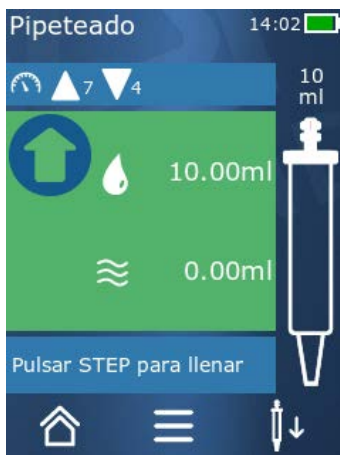 Pipeteado 14:02
7 4
10
ml
10.00ml
0.00ml
Pulsar STEP para llenar